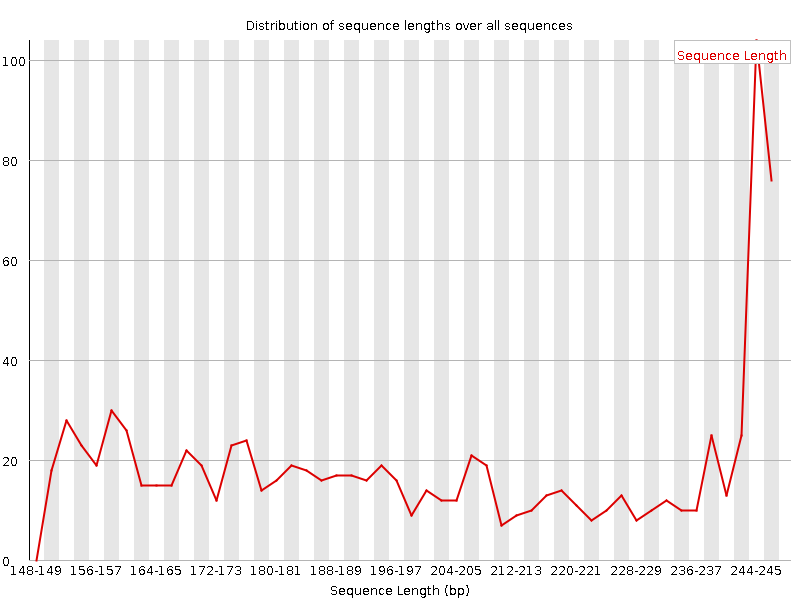 Distribution of sequence lengths over all sequences
Sequence Length
100
80
60
40
20
0
148-149 156-157 164-165 172-173 180-181 188-189 196-197 204-205 212-213 220-221 228-229 236-237 244-245
Sequence Length (bp)